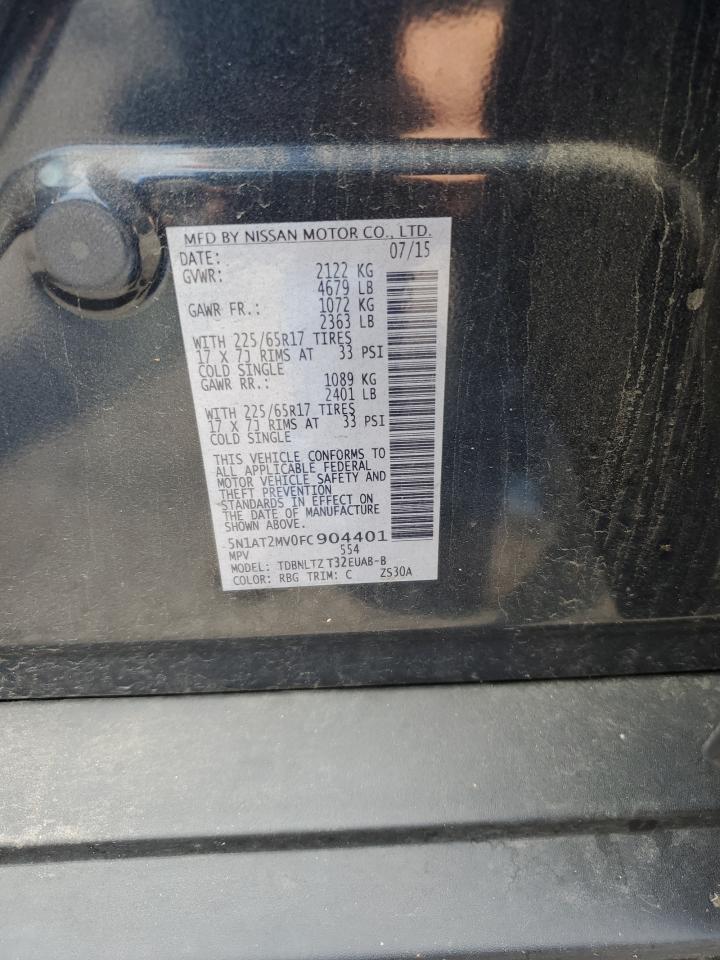 MFD BY NISSAN MOTOR CO., LTD.
DATE: 07/15
GVWR: 2122 KG
4679 LB
GAWR FR.: 1072 KG
2363 LB
WITH 225/65R17 TIRES
17 X 7J RIMS AT 33 PSI
COLD SINGLE
GAWR RR.: 1089 KG
2401 LB
WITH 225/65R17 TIRES
17 X 7J RIMS AT 33 PSI
COLD SINGLE
THIS VEHICLE CONFORMS TO
ALL APPLICABLE FEDERAL
MOTOR VEHICLE SAFETY AND
THEFT PREVENTION
STANDARDS IN EFFECT ON
THE DATE OF MANUFACTURE
SHOWN ABOVE.
5N1AT2MV0FC904401
MPV 554
MODEL: TDBNLTZ T32EUAB-B
COLOR: RBG TRIM: C ZS30A